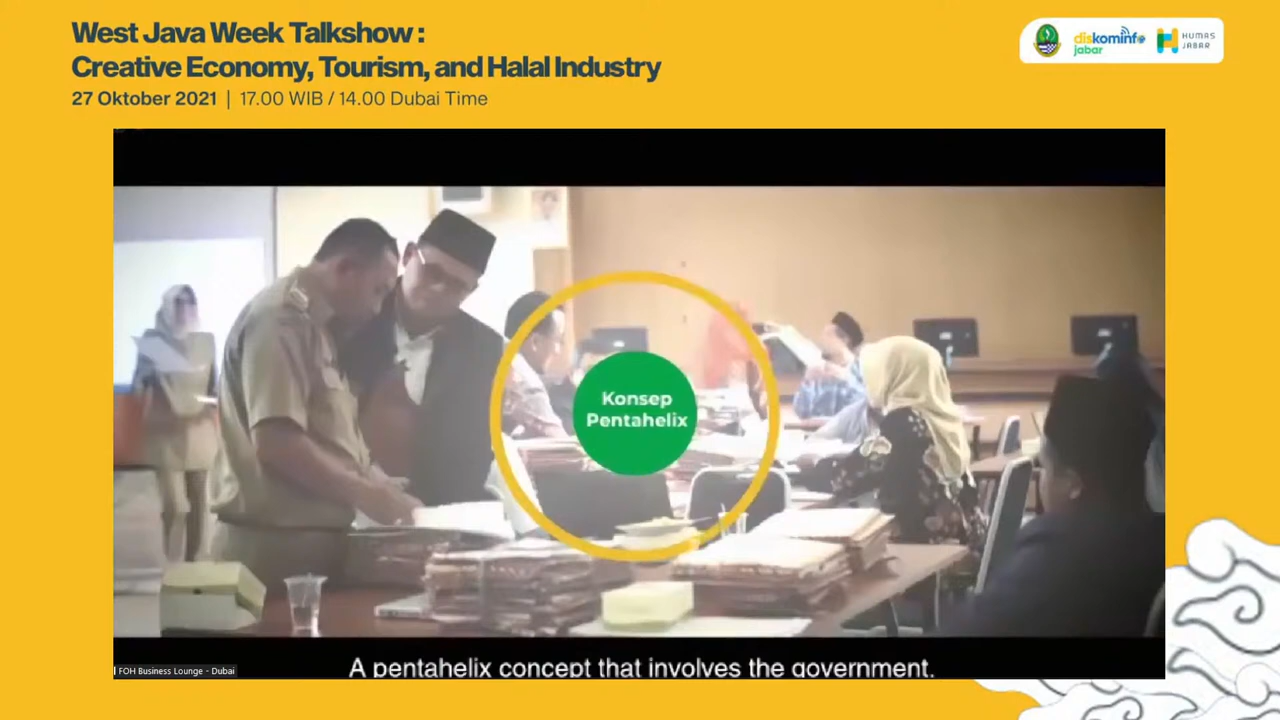 West Java Week Talkshow :
Creative Economy, Tourism, and Halal Industry
27 Oktober 2021 | 17.00 WIB / 14.00 Dubai Time
diskominfo
jabar
HUMAS
JABAR
Konsep
Pentahelix
FOH Business Lounge - Dubai
A pentahelix concept that involves the government.